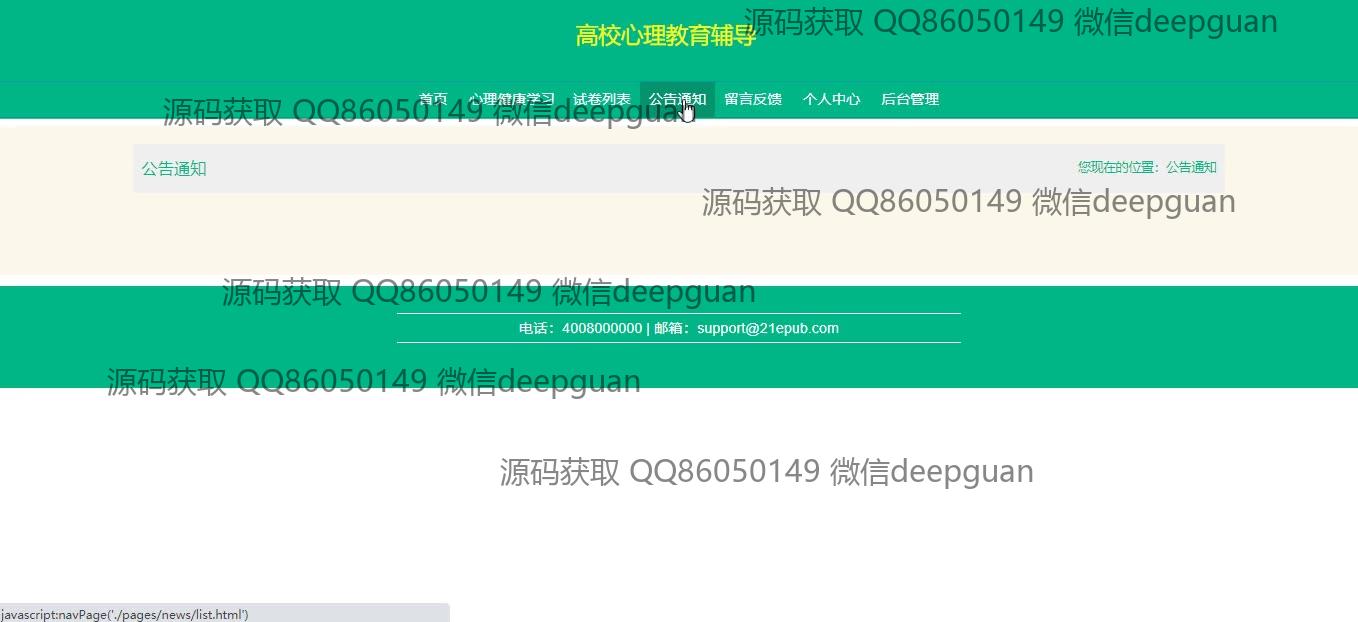 高校心理教育辅导
源码获取 QQ86050149 微信deepguan
首页 心理健康学习 试卷列表 公告通知 留言反馈 个人中心 后台管理
源码获取 QQ86050149 微信deepguan
公告通知
您现在的位置：公告通知
源码获取 QQ86050149 微信deepguan
源码获取 QQ86050149 微信deepguan
电话：4008000000 | 邮箱：support@21epub.com
源码获取 QQ86050149 微信deepguan
源码获取 QQ86050149 微信deepguan
javascript:navPage('./pages/news/list.html')